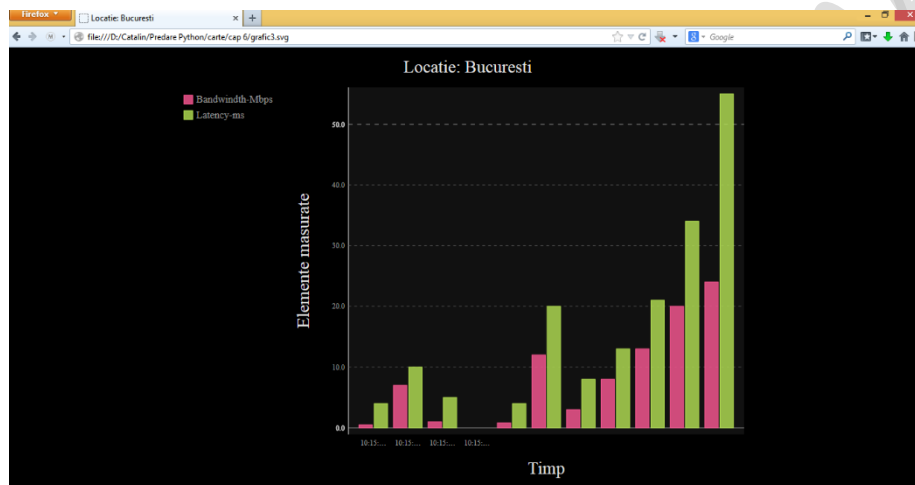 Firefox
Locatie: Bucuresti
file:///D:/Catalin/Predare Python/carte/cap 6/grafic3.svg
Google
Locatie: Bucuresti
Bandwindth-Mbps
Latency-ms
50.0
40.0
30.0
20.0
10.0
0.0
Elemente masurate
10:15:... 10:15:... 10:15:... 10:15:...
Timp